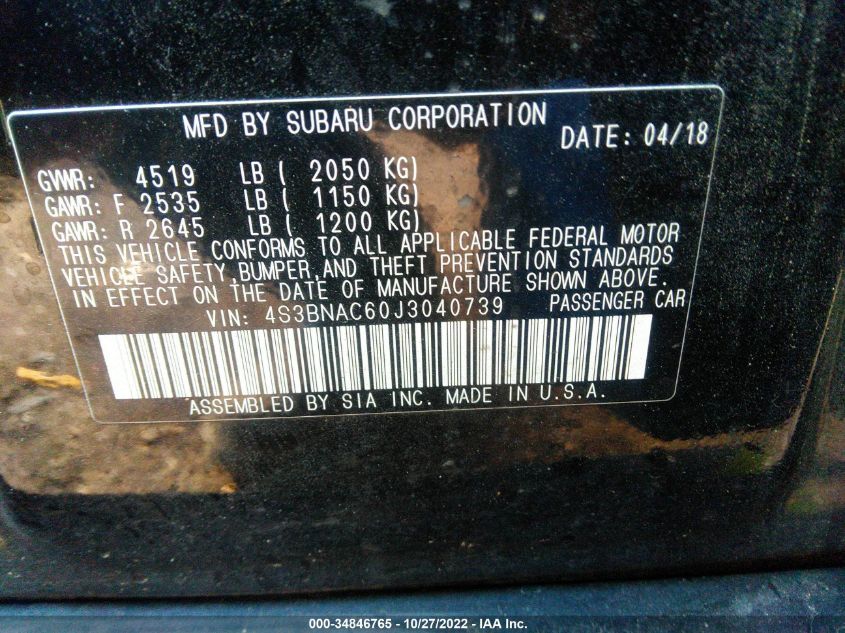 MFD BY SUBARU CORPORATION DATE: 04/18
GVWR: 4519 LB ( 2050 KG)
GAWR: F 2535 LB ( 1150 KG)
GAWR: R 2645 LB ( 1200 KG)
THIS VEHICLE CONFORMS TO ALL APPLICABLE FEDERAL MOTOR
VEHICLE SAFETY, BUMPER, AND THEFT PREVENTION STANDARDS
IN EFFECT ON THE DATE OF MANUFACTURE SHOWN ABOVE.
VIN: 4S3BNAC60J3040739 PASSENGER CAR
ASSEMBLED BY SIA INC. MADE IN U.S.A.
000-34846765 - 10/27/2022 - IAA Inc.